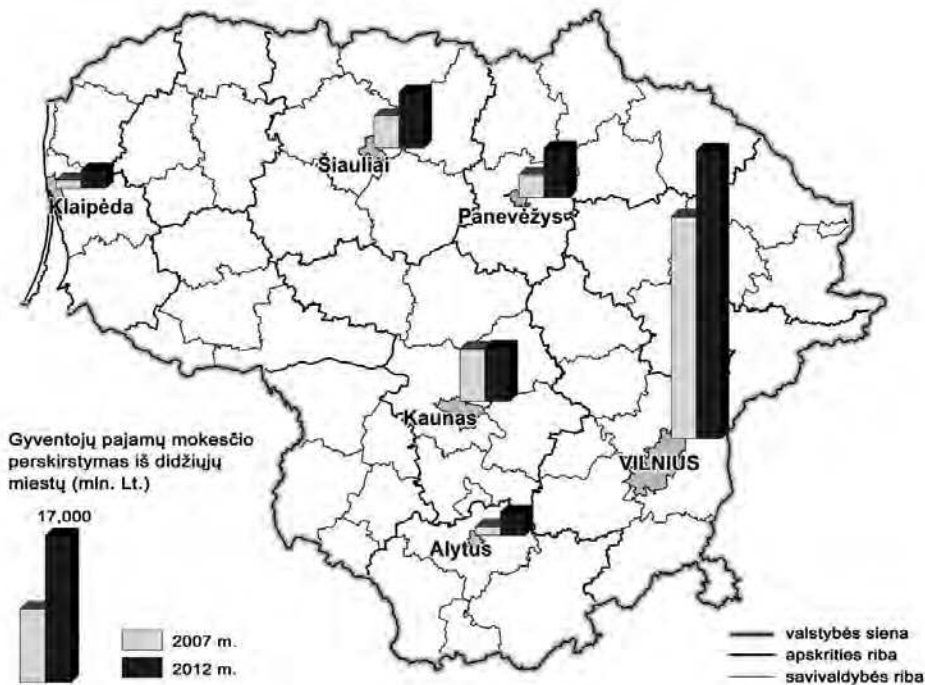 Šiauliai
Klaipėda
Panevėžys
Kaunas
VILNIUS
Alytus
Gyventojų pajamų mokesčio
perskirstymas iš didžiųjų
miestų (mln. Lt.)
17,000
2007 m.
2012 m.
valstybės siena
apskrities riba
savivaldybės riba